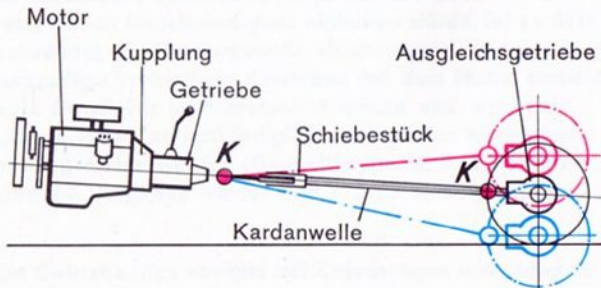 Motor
Kupplung
Getriebe
K
Schiebestück
Kardanwelle
K
Ausgleichsgetriebe